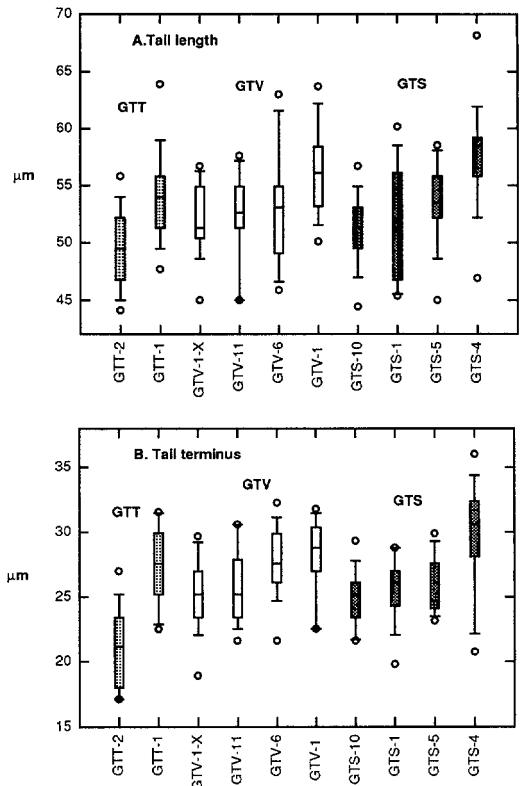 A.Tail length
GTT
GTV
GTS
µm
70
65
60
55
50
45
GTT-2
GTT-1
GTV-1-X
GTV-11
GTV-6
GTV-1
GTS-10
GTS-1
GTS-5
GTS-4
B. Tail terminus
GTT
GTV
GTS
µm
35
30
25
20
15
GTT-2
GTT-1
GTV-1-X
GTV-11
GTV-6
GTV-1
GTS-10
GTS-1
GTS-5
GTS-4